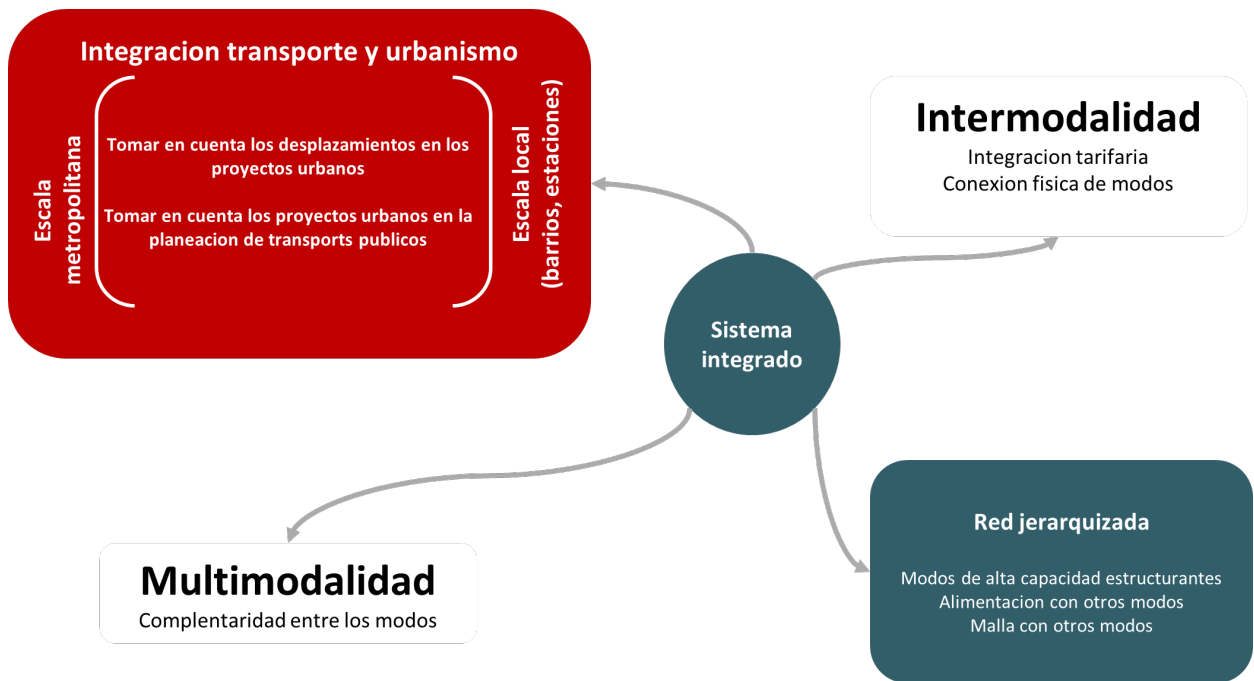 Integracion transporte y urbanismo
Escala
metropolitana
Tomar en cuenta los desplazamientos en los
proyectos urbanos
Tomar en cuenta los proyectos urbanos en la
planeacion de transports publicos
Escala local
(barrios, estaciones)
Intermodalidad
Integracion tarifaria
Conexion fisica de modos
Sistema
integrado
Multimodalidad
Complentaridad entre los modos
Red jerarquizada
Modos de alta capacidad estructurantes
Alimentacion con otros modos
Malla con otros modos